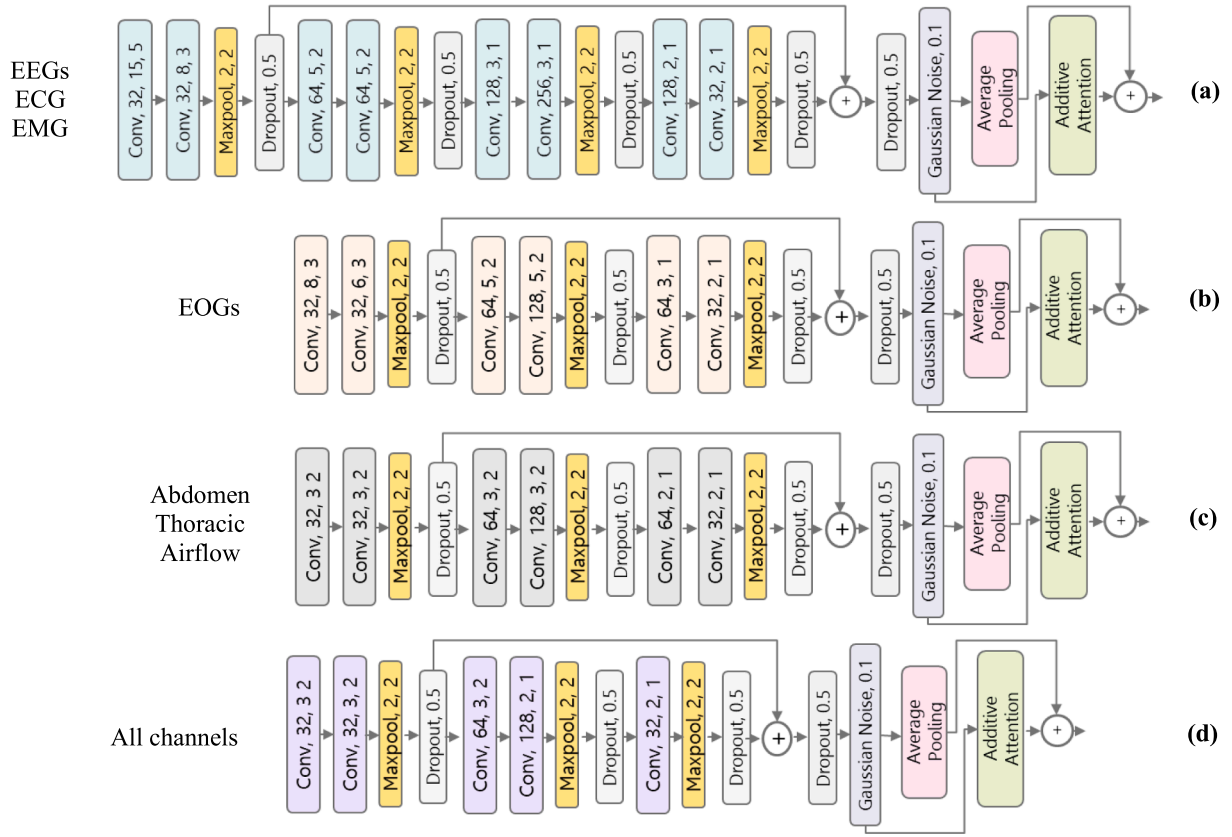 EEGs
ECG
EMG
Conv, 32, 15, 5
Conv, 32, 8, 3
Maxpool, 2, 2
Dropout, 0.5
Conv, 64, 5, 2
Conv, 64, 5, 2
Maxpool, 2, 2
Dropout, 0.5
Conv, 128, 3, 1
Conv, 256, 3, 1
Maxpool, 2, 2
Dropout, 0.5
Conv, 128, 2, 1
Conv, 32, 2, 1
Maxpool, 2, 2
Dropout, 0.5
+
Dropout, 0.5
Gaussian Noise, 0.1
Average
Pooling
Additive
Attention
+
(a)
EOGs
Conv, 32, 8, 3
Conv, 32, 6, 3
Maxpool, 2, 2
Dropout, 0.5
Conv, 64, 5, 2
Conv, 128, 5, 2
Maxpool, 2, 2
Dropout, 0.5
Conv, 64, 3, 1
Conv, 32, 2, 1
Maxpool, 2, 2
Dropout, 0.5
+
Dropout, 0.5
Gaussian Noise, 0.1
Average
Pooling
Additive
Attention
+
(b)
Abdomen
Thoracic
Airflow
Conv, 32, 3 2
Conv, 32, 3, 2
Maxpool, 2, 2
Dropout, 0.5
Conv, 64, 3, 2
Conv, 128, 3, 2
Maxpool, 2, 2
Dropout, 0.5
Conv, 64, 2, 1
Conv, 32, 2, 1
Maxpool, 2, 2
Dropout, 0.5
+
Dropout, 0.5
Gaussian Noise, 0.1
Average
Pooling
Additive
Attention
+
(c)
All channels
Conv, 32, 3 2
Conv, 32, 3, 2
Maxpool, 2, 2
Dropout, 0.5
Conv, 64, 3, 2
Conv, 128, 2, 1
Maxpool, 2, 2
Dropout, 0.5
Conv, 32, 2, 1
Maxpool, 2, 2
Dropout, 0.5
+
Dropout, 0.5
Gaussian Noise, 0.1
Average
Pooling
Additive
Attention
+
(d)